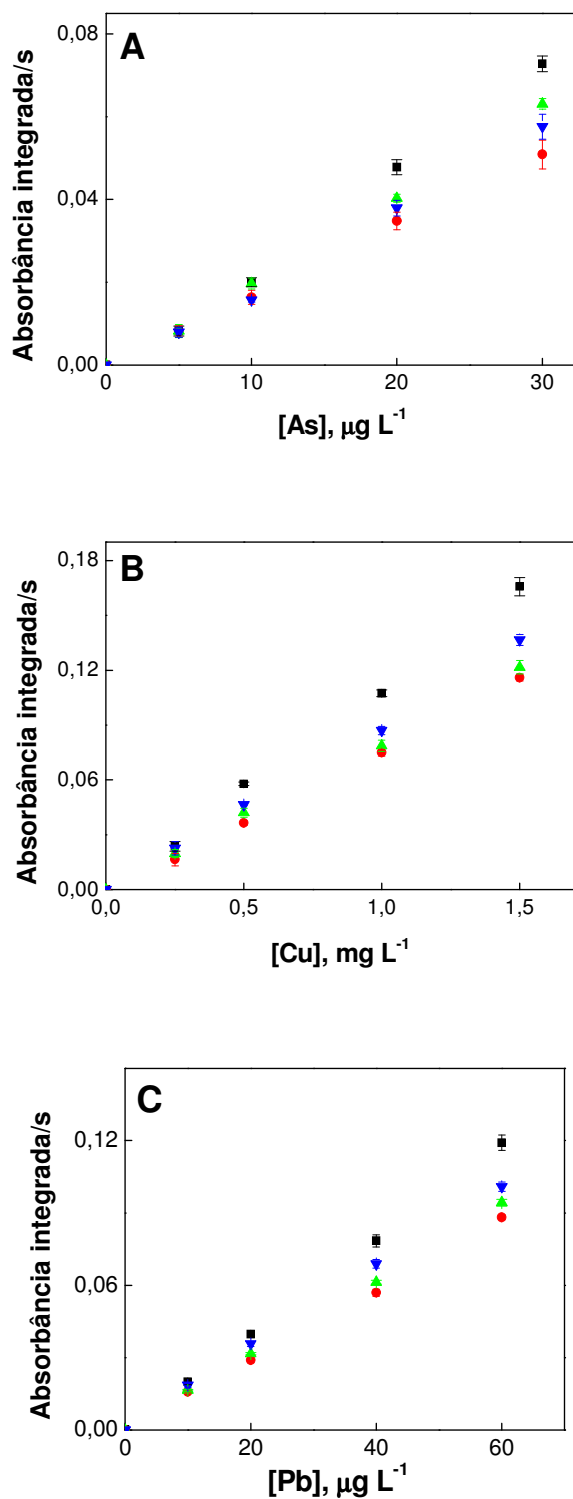 A
Absorbância integrada/s
0,08
0,04
0,00
0 10 20 30
[As], μg L⁻¹
B
Absorbância integrada/s
0,18
0,12
0,06
0,00
0,0 0,5 1,0 1,5
[Cu], mg L⁻¹
C
Absorbância integrada/s
0,12
0,06
0,00
0 20 40 60
[Pb], μg L⁻¹